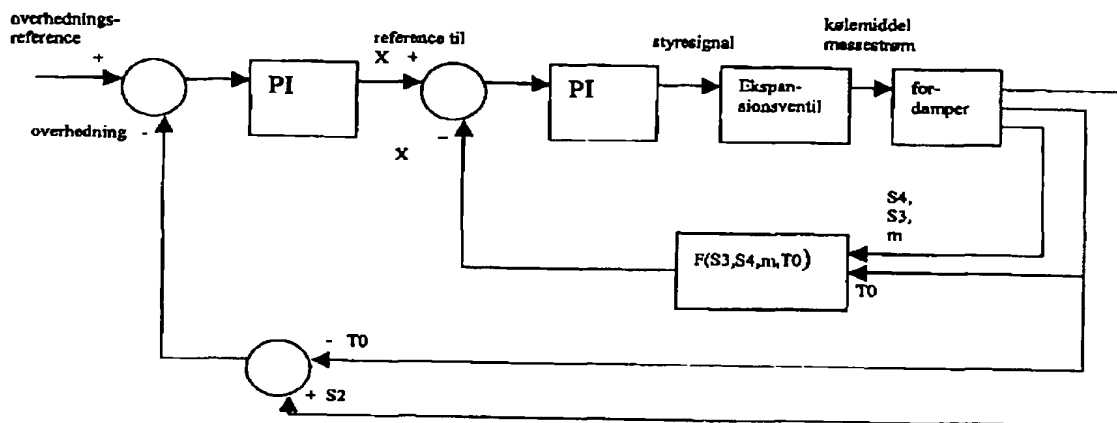 overhednings-
reference
+
PI
reference til
X
+
PI
styresignal
Ekspan-
sionsventil
kølemiddel
massestrøm
for-
damper
overhedning
-
-
X
S4,
S3,
m
F(S3,S4,m,T0)
T0
- T0
+ S2